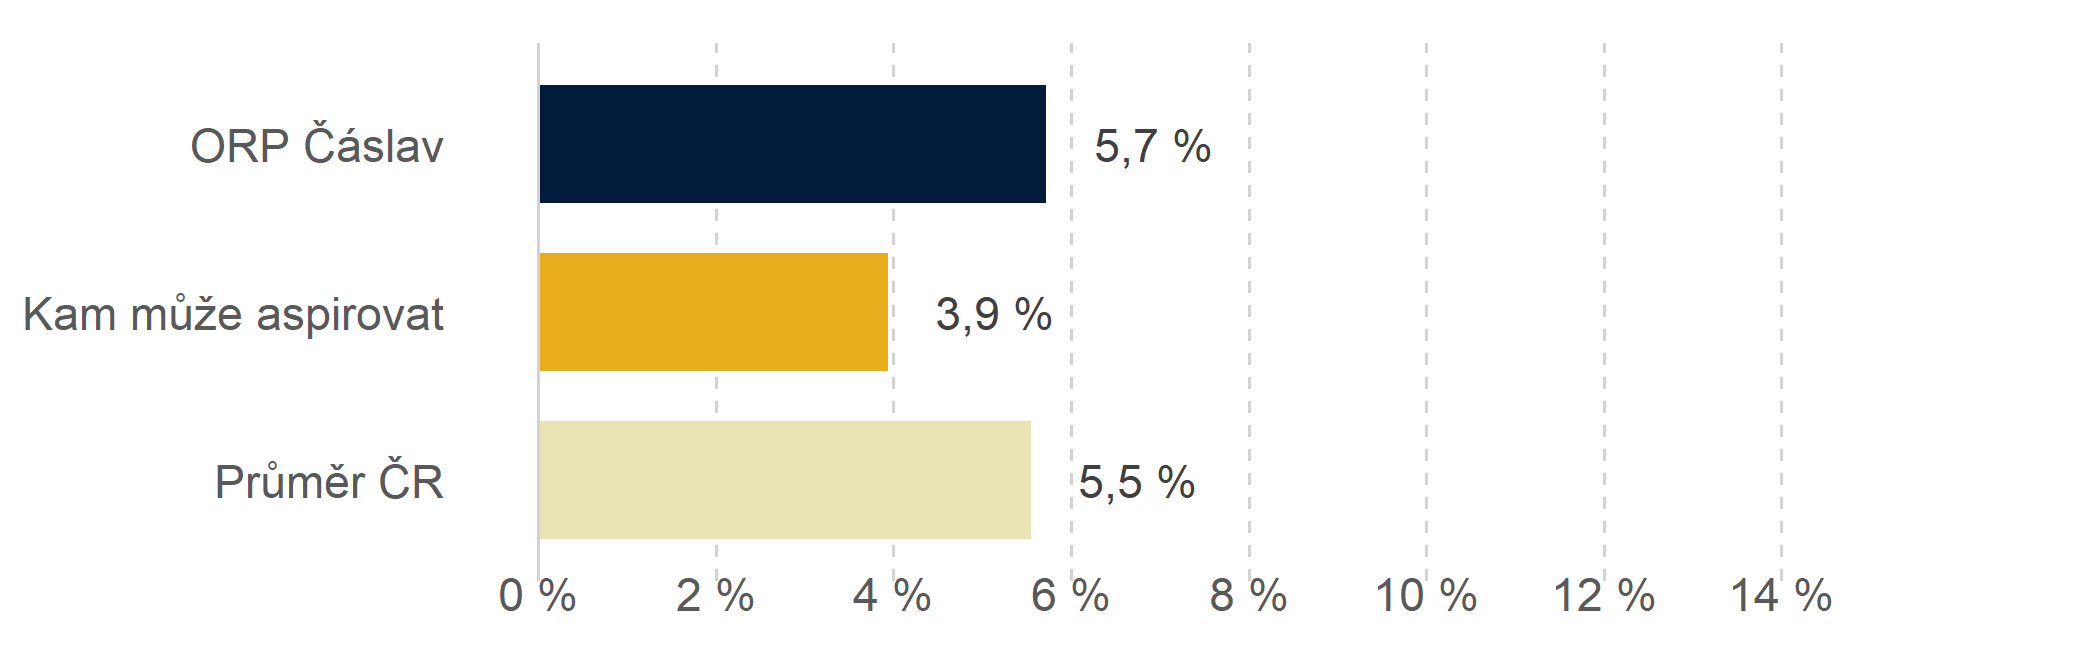 ORP Čáslav
5,7 %
Kam může aspirovat
3,9 %
Průměr ČR
5,5 %
0 % 2 % 4 % 6 % 8 % 10 % 12 % 14 %